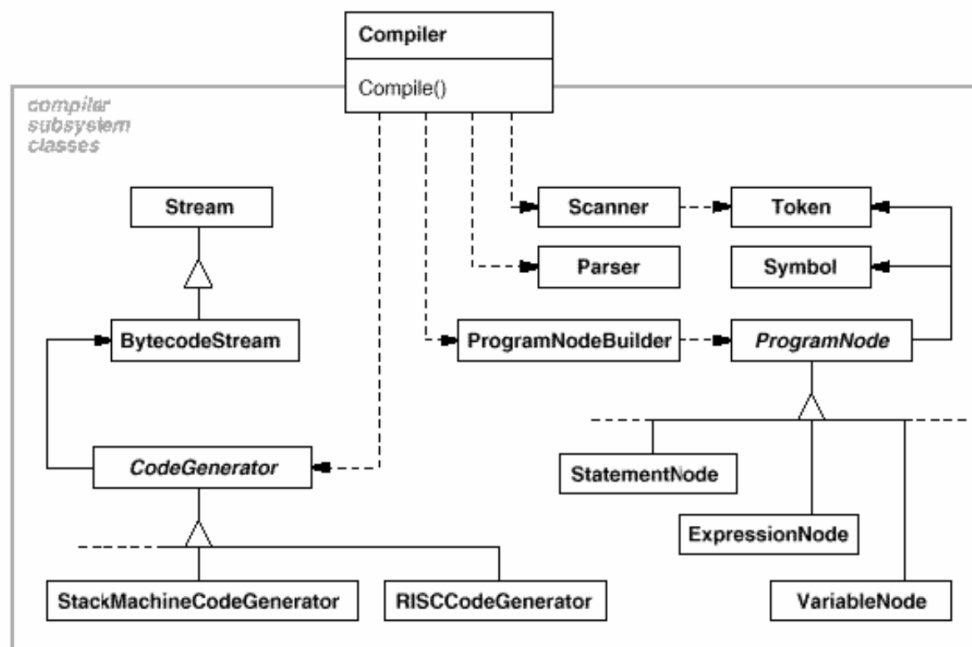 Compiler
Compile()
compiler
subsystem
classes
Stream
Scanner
Token
Parser
Symbol
BytecodeStream
ProgramNodeBuilder
ProgramNode
CodeGenerator
StatementNode
ExpressionNode
StackMachineCodeGenerator
RISCCodeGenerator
VariableNode